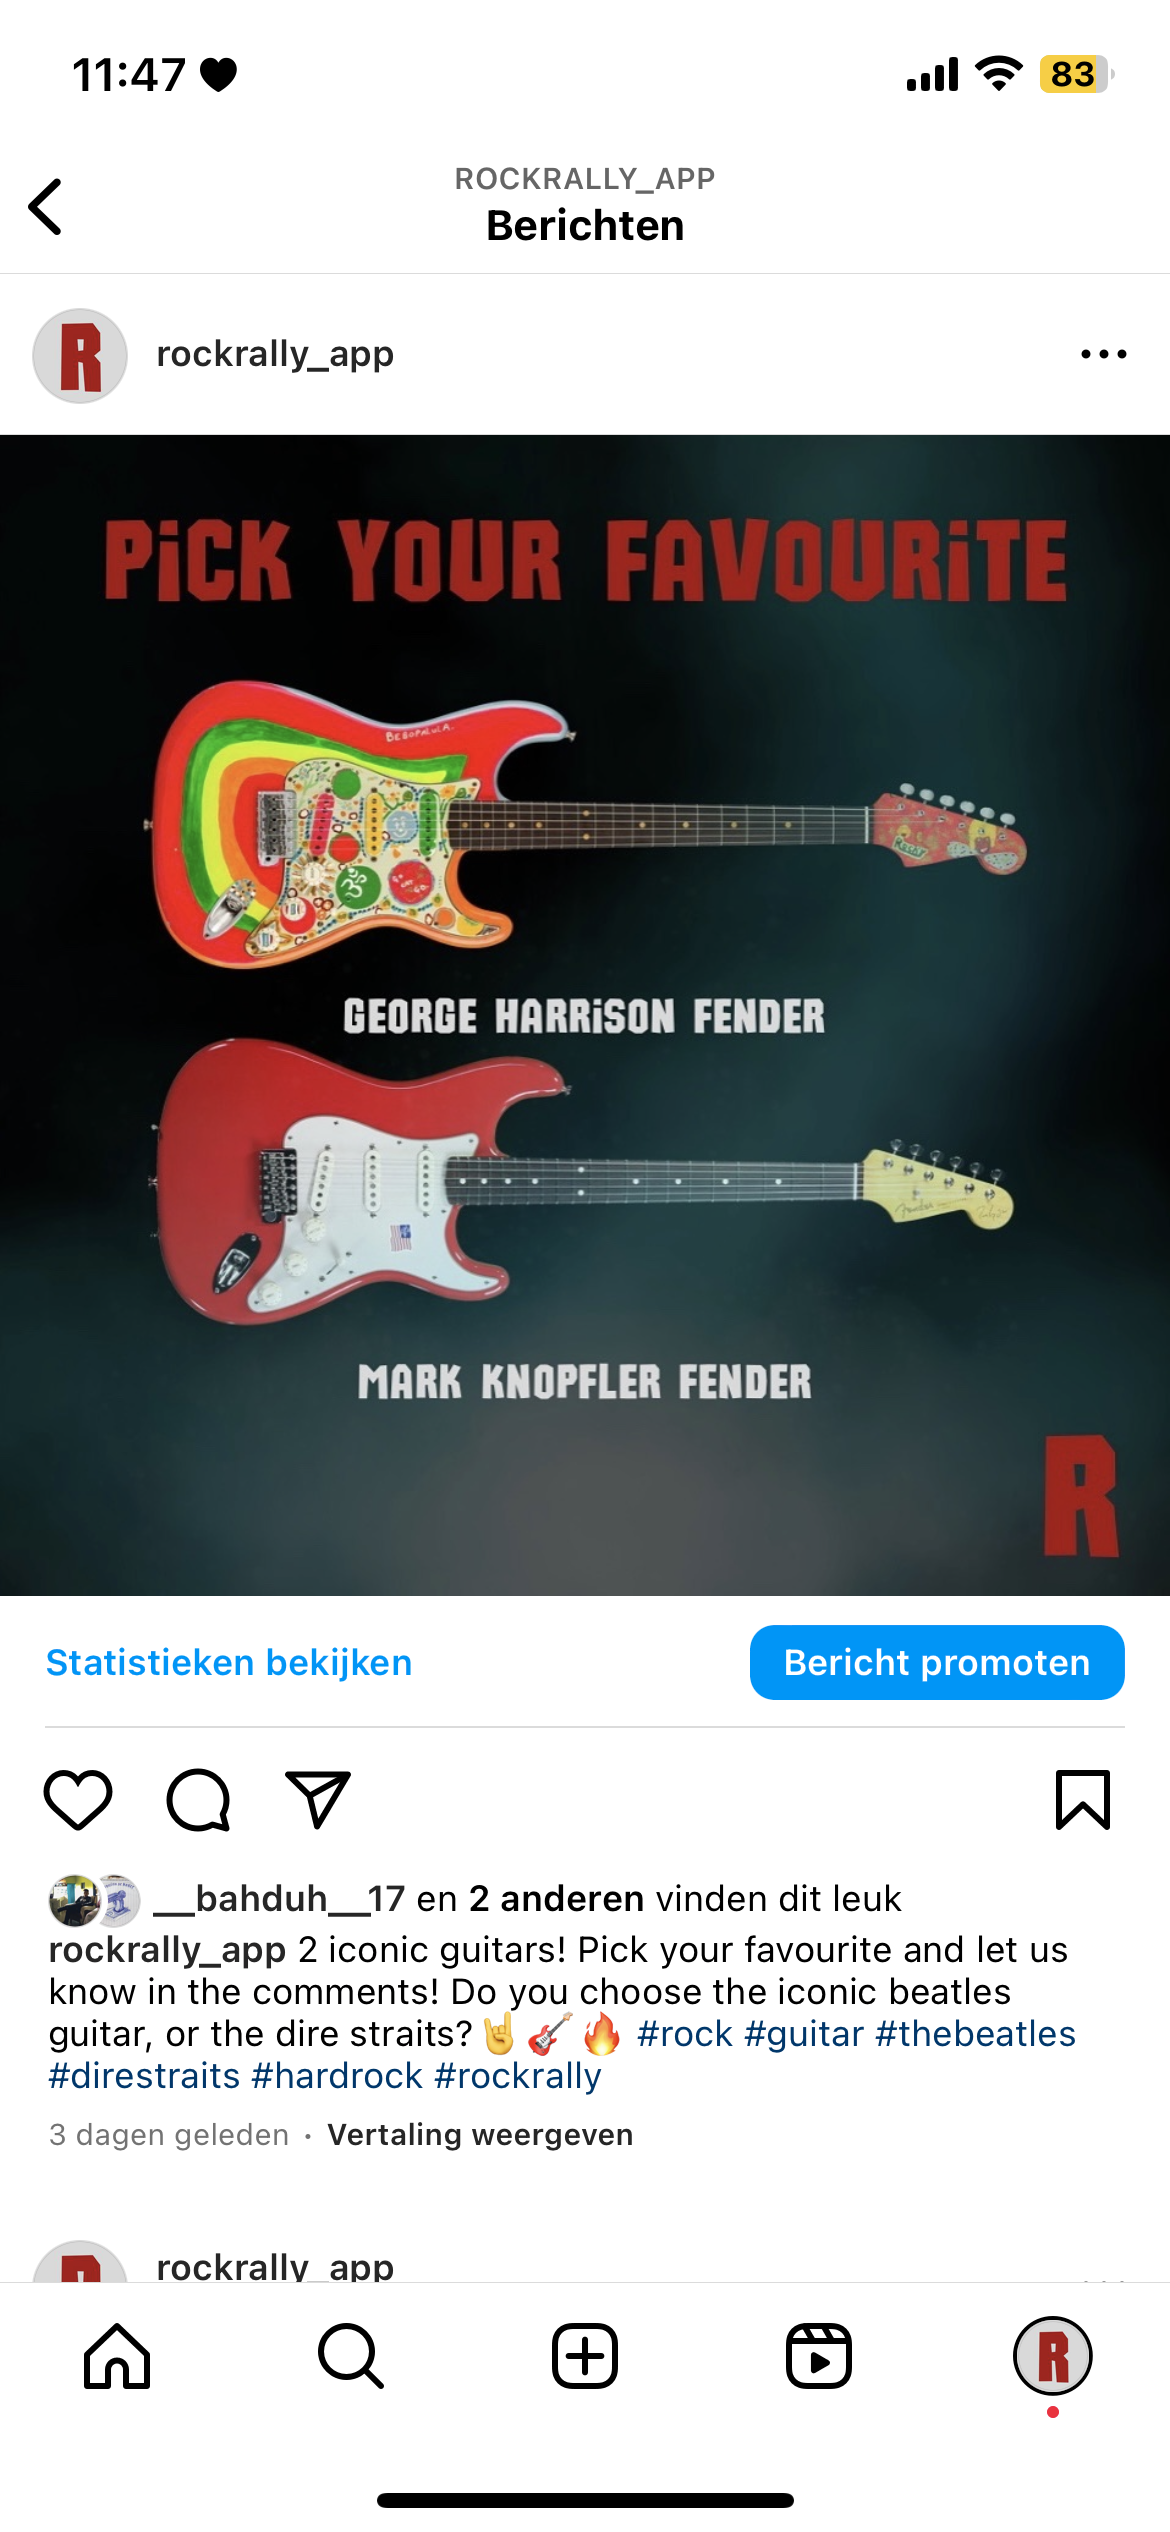 11:47
83
ROCKRALLY_APP
Berichten
rockrally_app
PiCK YOUR FAVOURiTE
BEBOPALULA.
Rocky
GEORGE HARRiSON FENDER
Fender
MARK KNOPFLER FENDER
R
Statistieken bekijken
Bericht promoten
__bahduh__17 en 2 anderen vinden dit leuk
rockrally_app 2 iconic guitars! Pick your favourite and let us
know in the comments! Do you choose the iconic beatles
guitar, or the dire straits?🤘🎸🔥 #rock #guitar #thebeatles
#direstraits #hardrock #rockrally
3 dagen geleden · Vertaling weergeven
rockrally_app